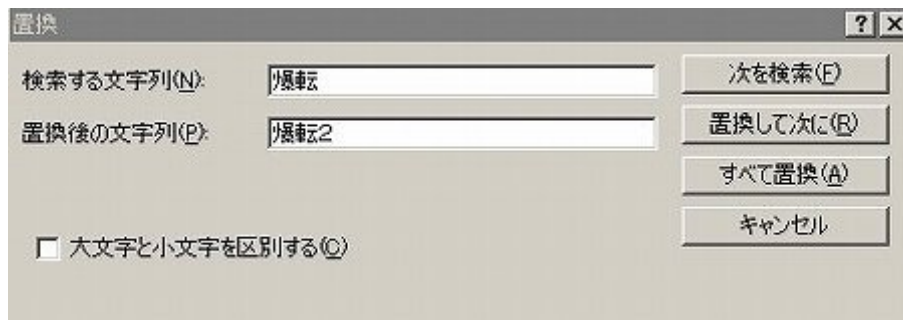 置換
検索する文字列(N):
爆転
次を検索(F)
置換後の文字列(P):
爆転2
置換して次に(R)
すべて置換(A)
キャンセル
大文字と小文字を区別する(C)